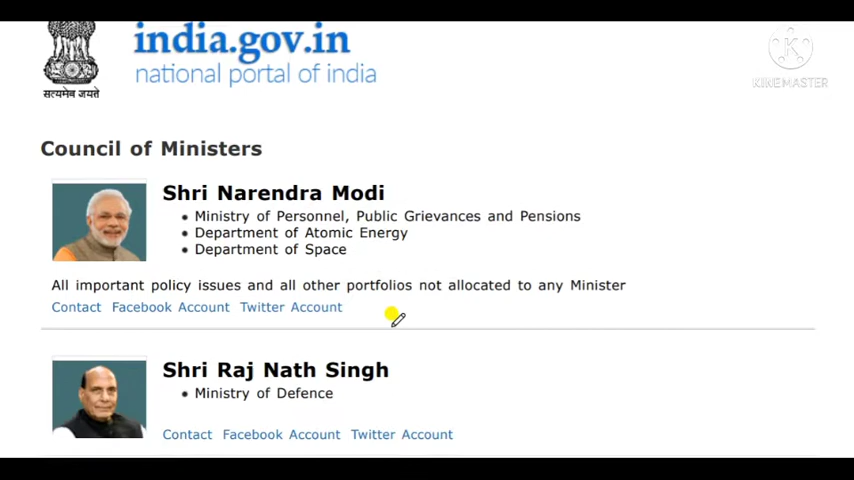 india.gov.in
national portal of india
सत्यमेव जयते
KINEMASTER
Council of Ministers
Shri Narendra Modi
• Ministry of Personnel, Public Grievances and Pensions
• Department of Atomic Energy
• Department of Space
All important policy issues and all other portfolios not allocated to any Minister
Contact Facebook Account Twitter Account
Shri Raj Nath Singh
• Ministry of Defence
Contact Facebook Account Twitter Account